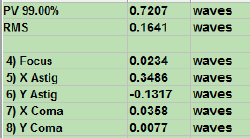 PV 99.00% 0.7207 waves
RMS 0.1641 waves
4) Focus 0.0234 waves
5) X Astig 0.3486 waves
6) Y Astig -0.1317 waves
7) X Coma 0.0358 waves
8) Y Coma 0.0077 waves